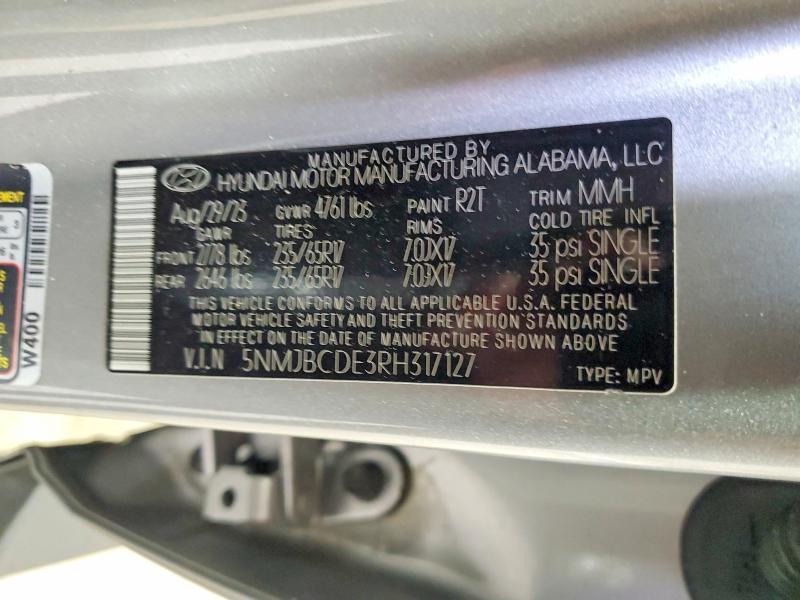 MANUFACTURED BY
HYUNDAI MOTOR MANUFACTURING ALABAMA, LLC
Aug/29/23 GVWR 4761 lbs PAINT R2T TRIM MMH
GAWR TIRES RIMS COLD TIRE INFL
FRONT 2778 lbs 235/65R17 7.0JX17 35 psi SINGLE
REAR 2646 lbs 235/65R17 7.0JX17 35 psi SINGLE
THIS VEHICLE CONFORMS TO ALL APPLICABLE U.S.A. FEDERAL
MOTOR VEHICLE SAFETY AND THEFT PREVENTION STANDARDS
IN EFFECT ON THE DATE OF MANUFACTURE SHOWN ABOVE
V.I.N 5NMJBCDE3RH317127 TYPE: MPV
W400